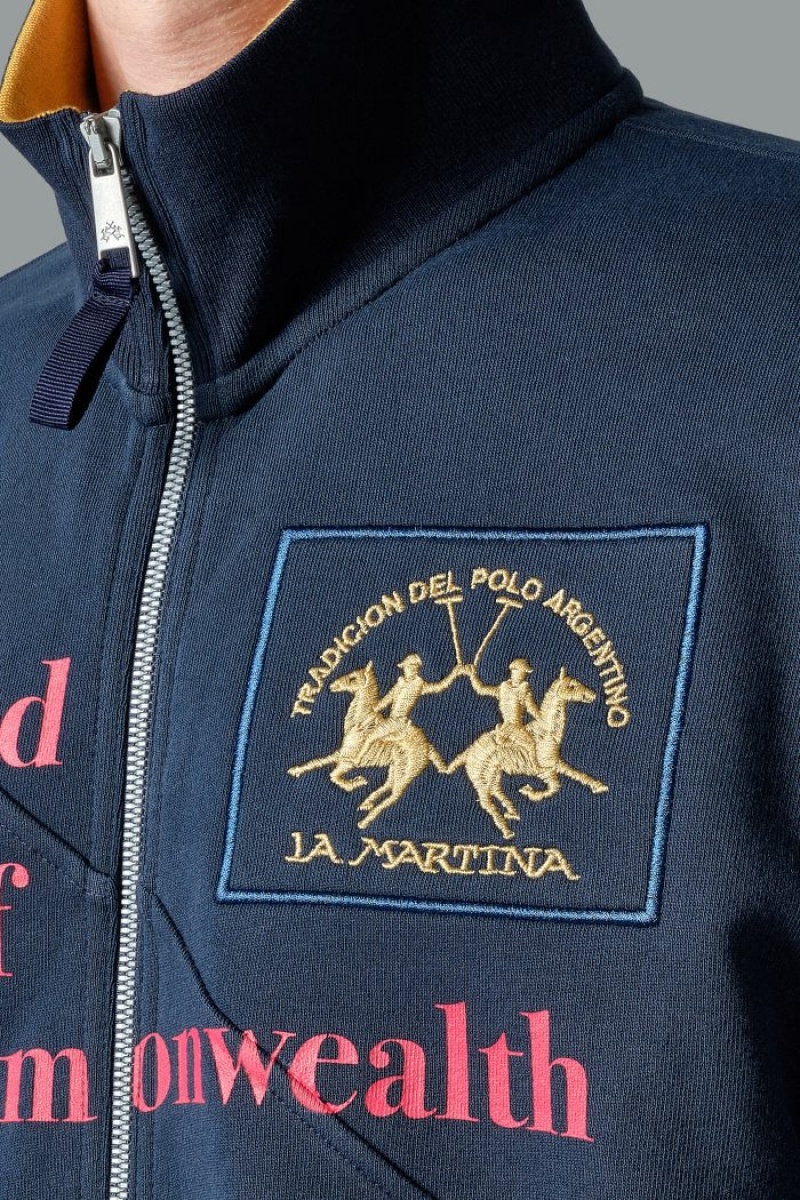 TRADICION DEL POLO ARGENTINO
LA MARTINA
d
f
monwealth